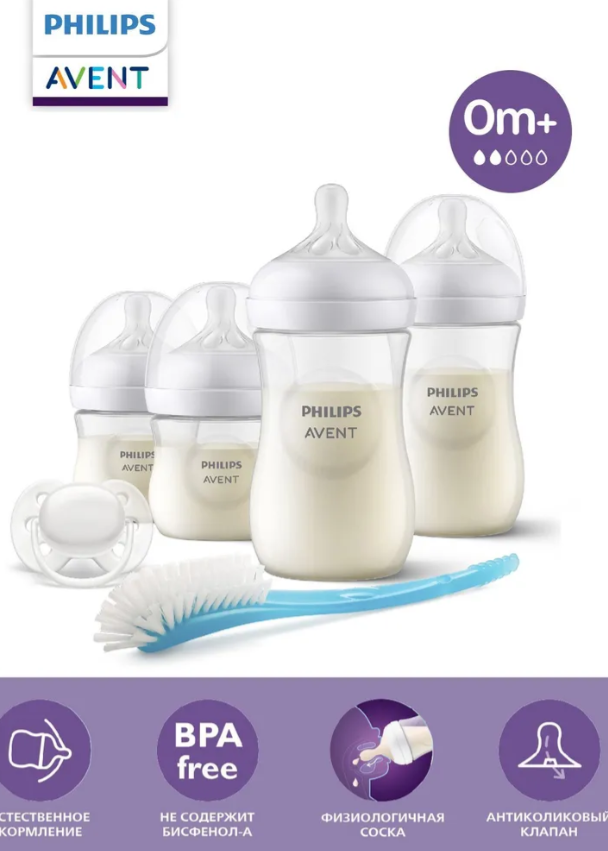 PHILIPS
AVENT
0m+
PHILIPS
AVENT
PHILIPS
AVENT
PHILIPS
AVENT
PHILIPS
AVENT
BPA
free
СТЕСТВЕННОЕ
КОРМЛЕНИЕ
НЕ СОДЕРЖИТ
БИСФЕНОЛ-А
ФИЗИОЛОГИЧНАЯ
СОСКА
АНТИКОЛИКОВЫЙ
КЛАПАН